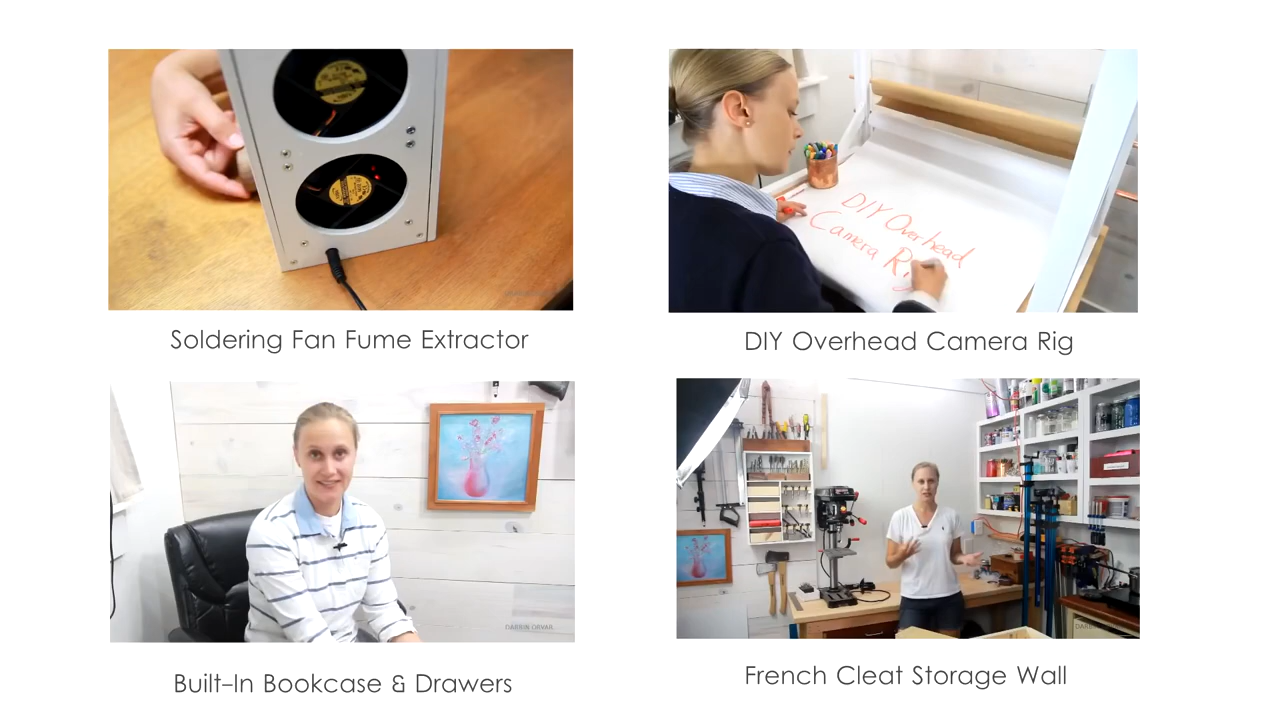 DIY Overhead
Camera Rig
Soldering Fan Fume Extractor
DIY Overhead Camera Rig
DARRIN DRVAR
Built-In Bookcase & Drawers
French Cleat Storage Wall